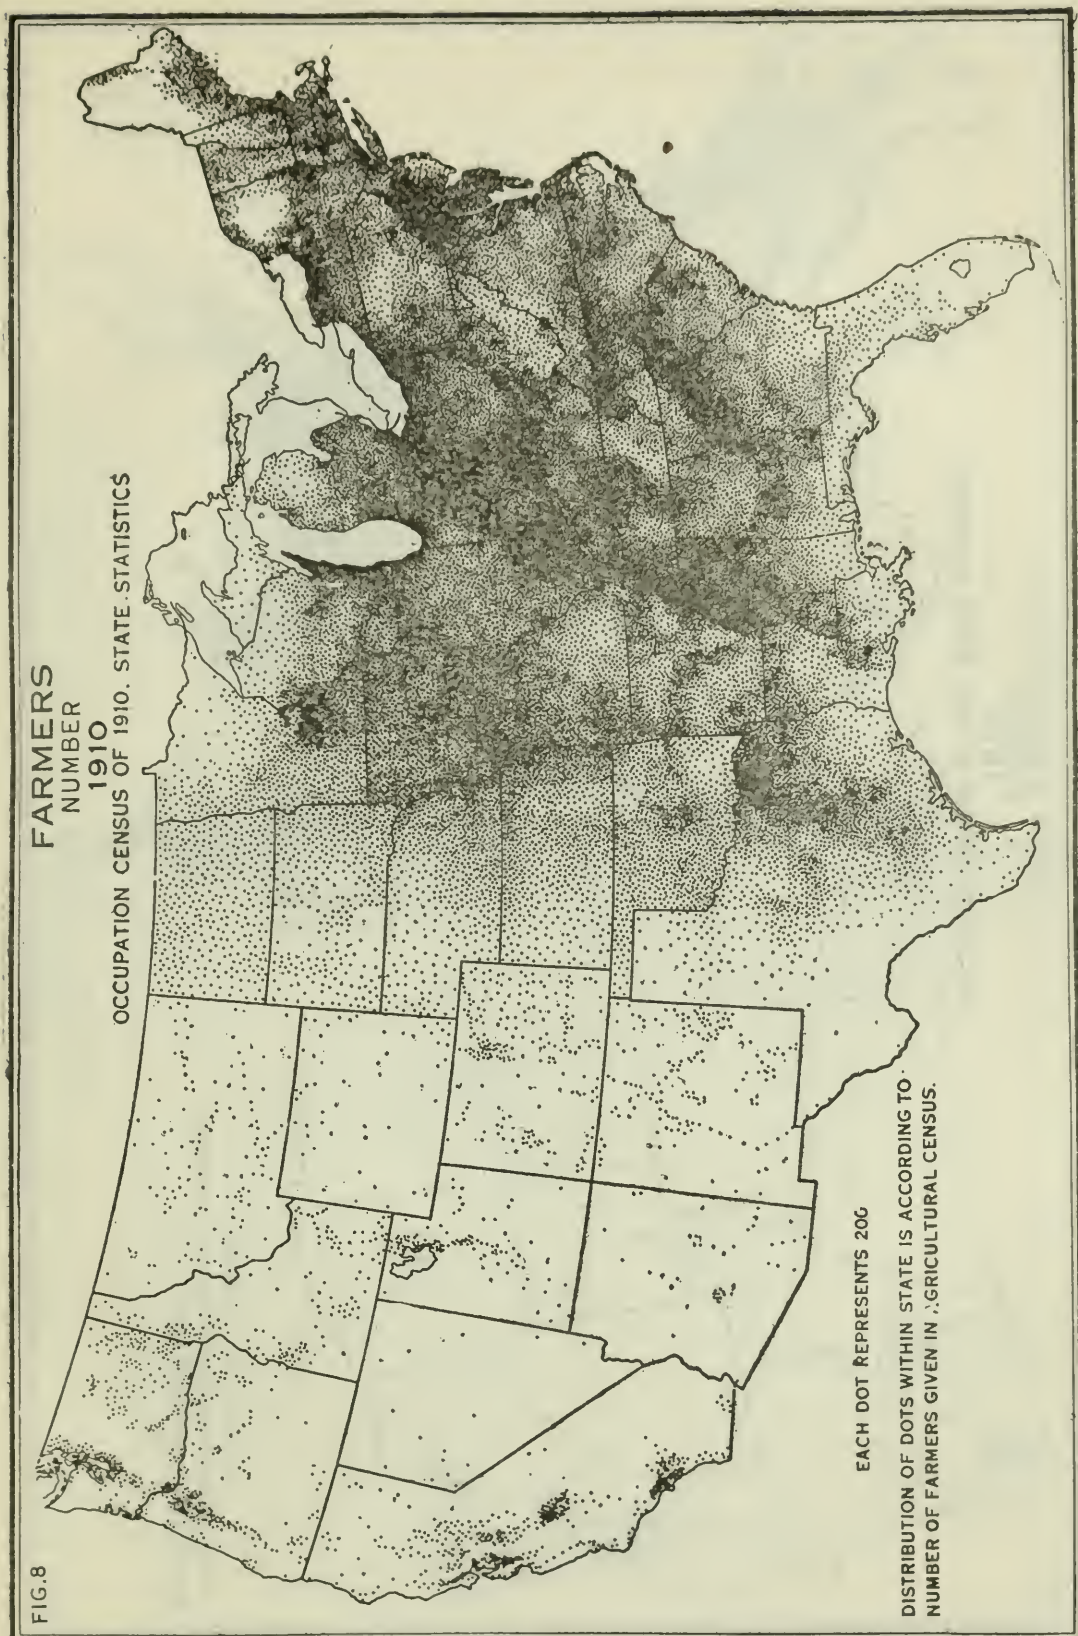 FIG.8
FARMERS
NUMBER
1910
OCCUPATION CENSUS OF 1910. STATE STATISTICS
EACH DOT REPRESENTS 200
DISTRIBUTION OF DOTS WITHIN STATE IS ACCORDING TO
NUMBER OF FARMERS GIVEN IN AGRICULTURAL CENSUS.